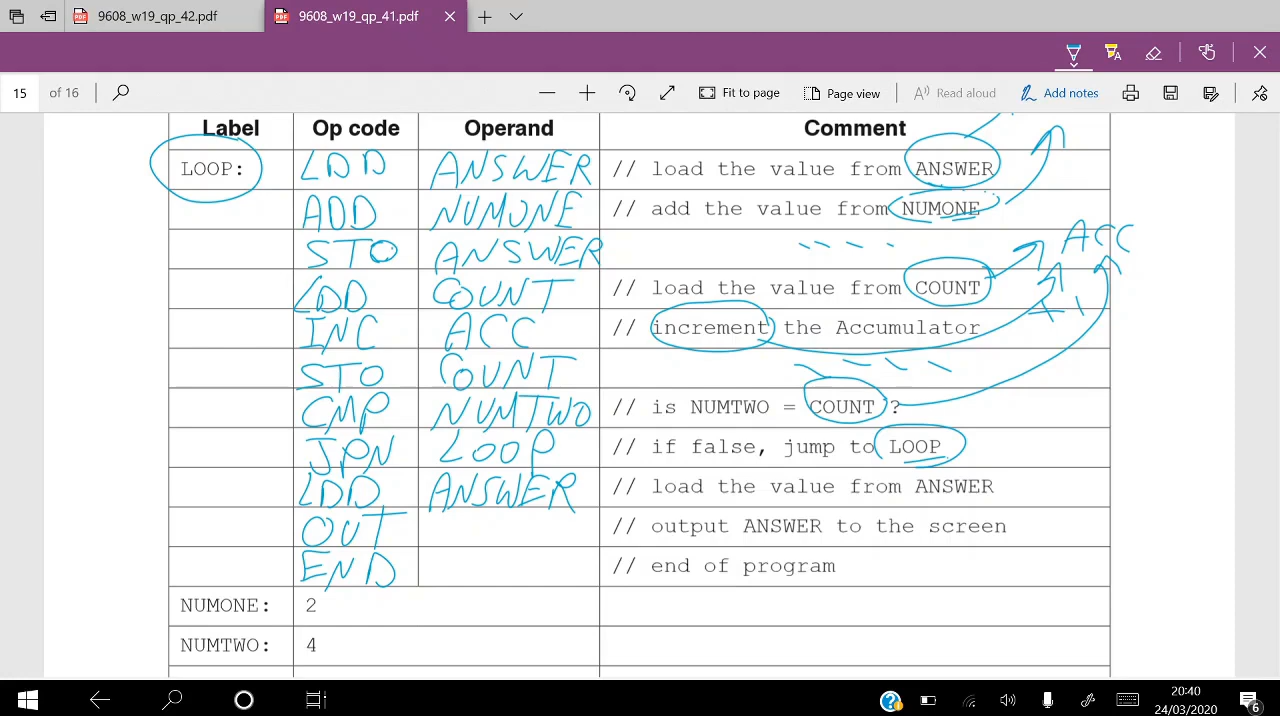 9608_w19_qp_42.pdf 9608_w19_qp_41.pdf
15 of 16 Fit to page Page view Read aloud Add notes
Label Op code Operand Comment
LOOP: LDD ANSWER // load the value from ANSWER
ADD NUMONE // add the value from NUMONE
STO ANSWER ACC
LDD COUNT // load the value from COUNT
INC ACC // increment the Accumulator +1
STO COUNT
CMP NUMTWO // is NUMTWO = COUNT ?
JPN LOOP // if false, jump to LOOP
LDD ANSWER // load the value from ANSWER
OUT // output ANSWER to the screen
END // end of program
NUMONE: 2
NUMTWO: 4
20:40
24/03/2020 6